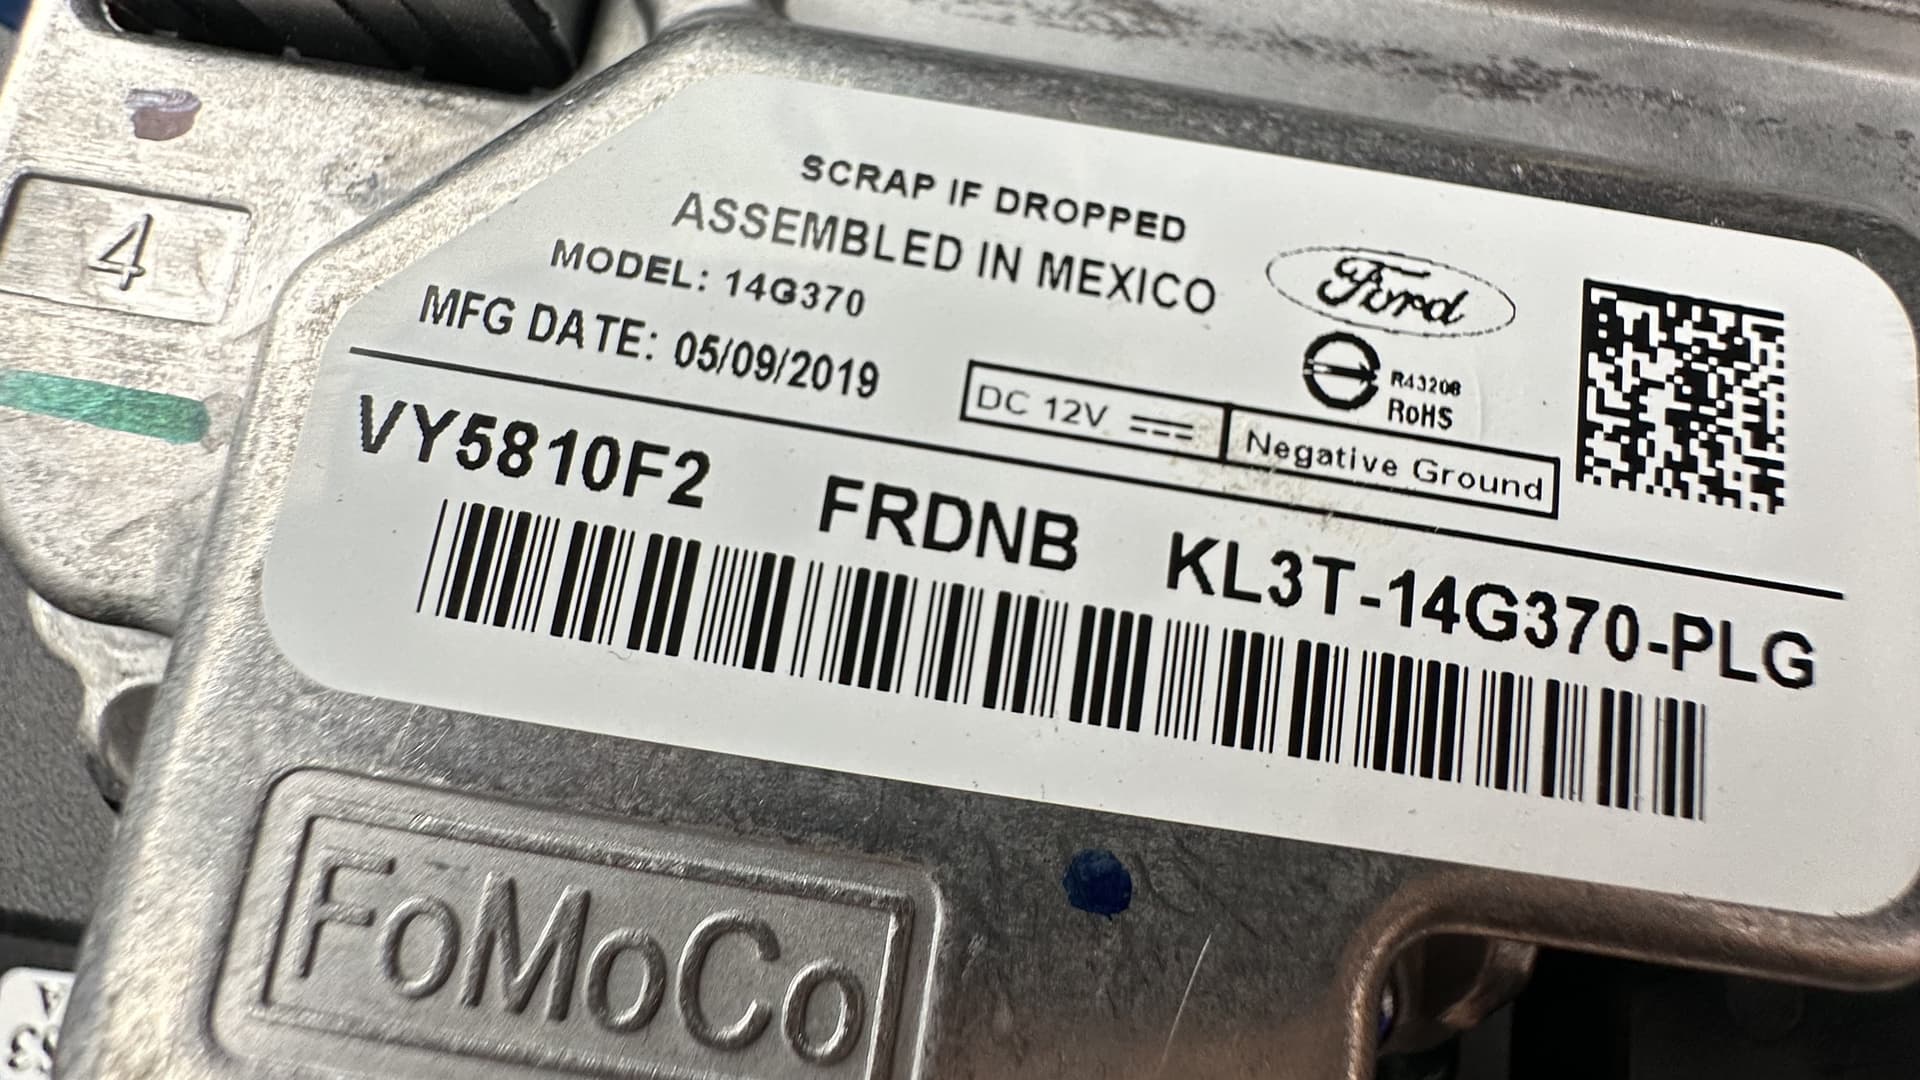 SCRAP IF DROPPED
ASSEMBLED IN MEXICO
MODEL: 14G370
MFG DATE: 05/09/2019
Ford
R43208
RoHS
DC 12V
Negative Ground
VY5810F2 FRDNB KL3T-14G370-PLG
4
FoMoCo